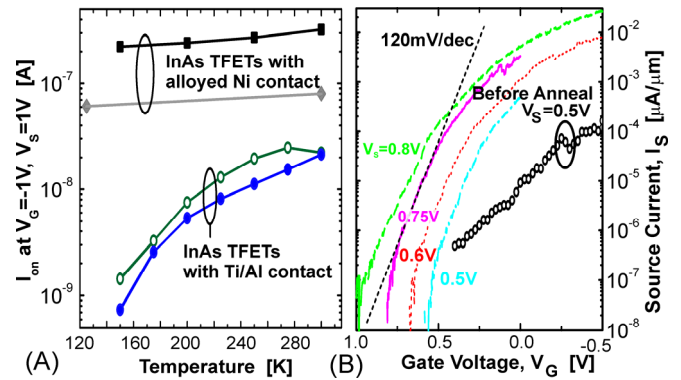 I_on at V_G=-1V, V_S=1V [A]
10^-7
10^-8
10^-9
InAs TFETs with
alloyed Ni contact
InAs TFETs
with Ti/Al contact
120 160 200 240 280
Temperature [K]
(A)
120mV/dec
Before Anneal
V_S=0.5V
V_S=0.8V
0.75V
0.6V
0.5V
10^-2
10^-3
10^-4
10^-5
10^-6
10^-7
10^-8
Source Current, I_S [µA/µm]
1.0 0.5 0.0 -0.5
(B)
Gate Voltage, V_G [V]